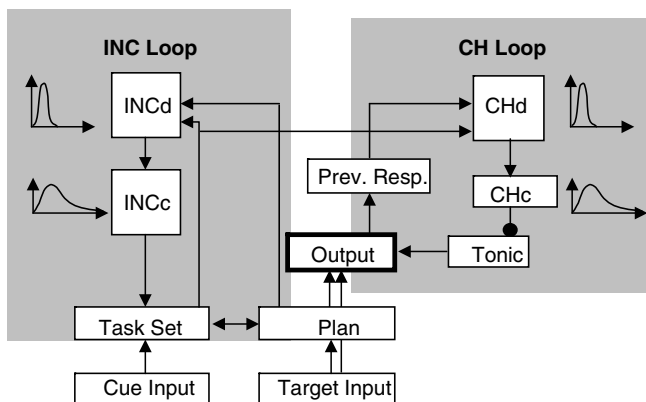 INC Loop
CH Loop
INCd
CHd
INCc
Prev. Resp.
CHc
Output
Tonic
Task Set
Plan
Cue Input
Target Input